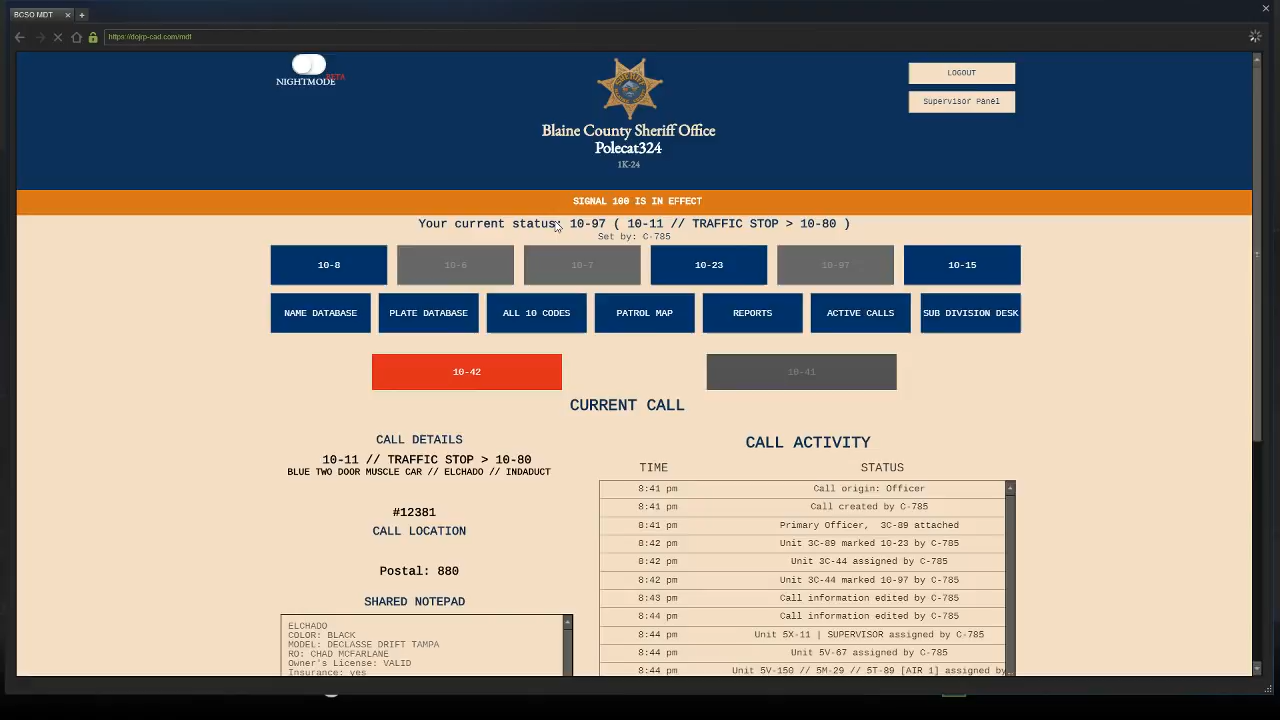 BCSO MDT
https://dojrp-cad.com/mdt
NIGHTMODE
BETA
LOGOUT
Supervisor Panel
SHERIFF
Blaine County Sheriff Office
Polecat324
1K-24
SIGNAL 100 IS IN EFFECT
Your current status: 10-97 ( 10-11 // TRAFFIC STOP > 10-80 )
Set by: C-785
10-8
10-6
10-7
10-23
10-97
10-15
NAME DATABASE
PLATE DATABASE
ALL 10 CODES
PATROL MAP
REPORTS
ACTIVE CALLS
SUB DIVISION DESK
10-42
10-41
CURRENT CALL
CALL DETAILS
10-11 // TRAFFIC STOP > 10-80
BLUE TWO DOOR MUSCLE CAR // ELCHADO // INDADUCT
#12381
CALL LOCATION
Postal: 880
SHARED NOTEPAD
ELCHADO
COLOR: BLACK
MODEL: DECLASSE DRIFT TAMPA
RO: CHAD MCFARLANE
Owner's License: VALID
Insurance: yes
CALL ACTIVITY
TIME STATUS
8:41 pm Call origin: Officer
8:41 pm Call created by C-785
8:41 pm Primary Officer, 3C-89 attached
8:42 pm Unit 3C-89 marked 10-23 by C-785
8:42 pm Unit 3C-44 assigned by C-785
8:42 pm Unit 3C-44 marked 10-97 by C-785
8:43 pm Call information edited by C-785
8:44 pm Call information edited by C-785
8:44 pm Unit 5X-11 | SUPERVISOR assigned by C-785
8:44 pm Unit 5V-67 assigned by C-785
8:44 pm Unit 5V-150 // 5M-29 // 5T-89 [AIR 1] assigned by